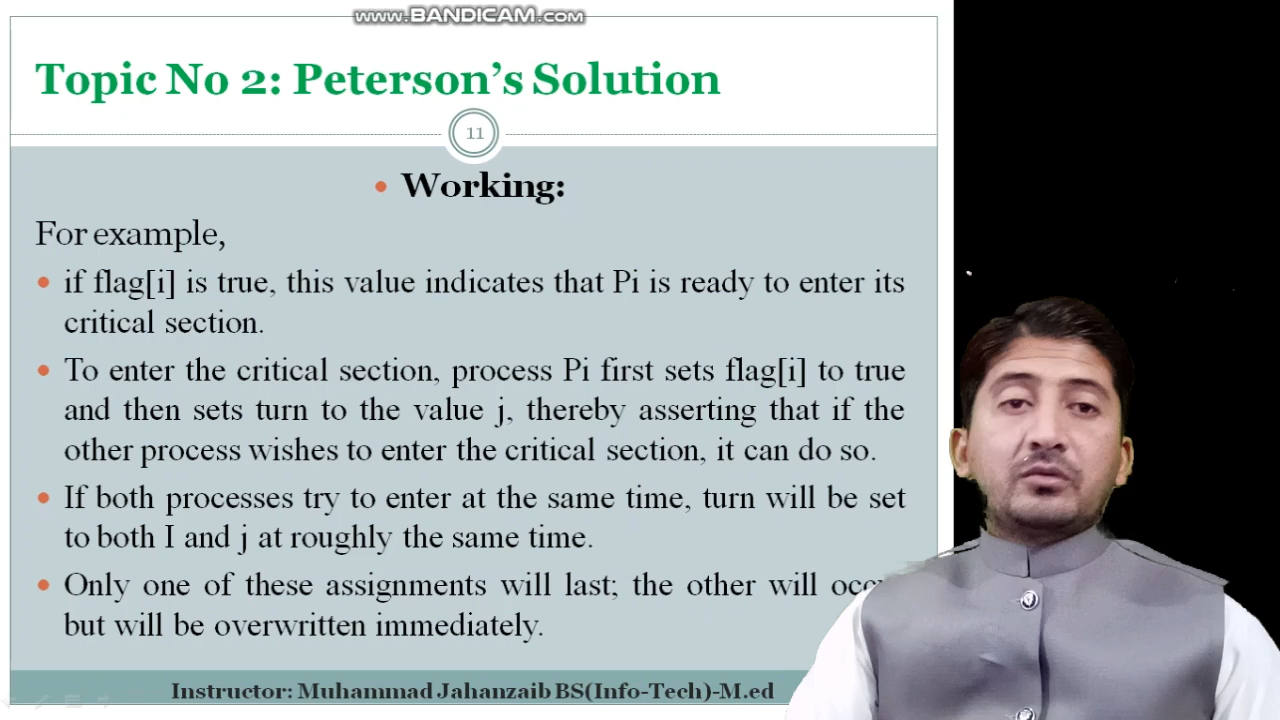 www.BANDICAM.com
Topic No 2: Peterson's Solution
11
• Working:
For example,
• if flag[i] is true, this value indicates that Pi is ready to enter its
critical section.
• To enter the critical section, process Pi first sets flag[i] to true
and then sets turn to the value j, thereby asserting that if the
other process wishes to enter the critical section, it can do so.
• If both processes try to enter at the same time, turn will be set
to both I and j at roughly the same time.
• Only one of these assignments will last; the other will
but will be overwritten immediately.
Instructor: Muhammad Jahanzaib BS(Info-Tech)-M.ed